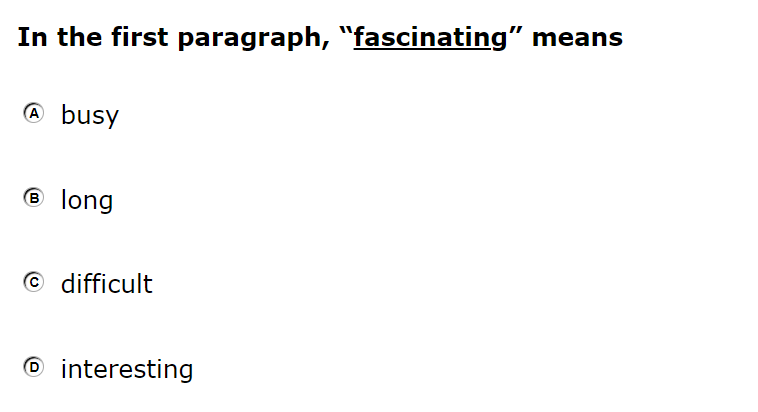 In the first paragraph, “fascinating” means
A busy
B long
C difficult
D interesting